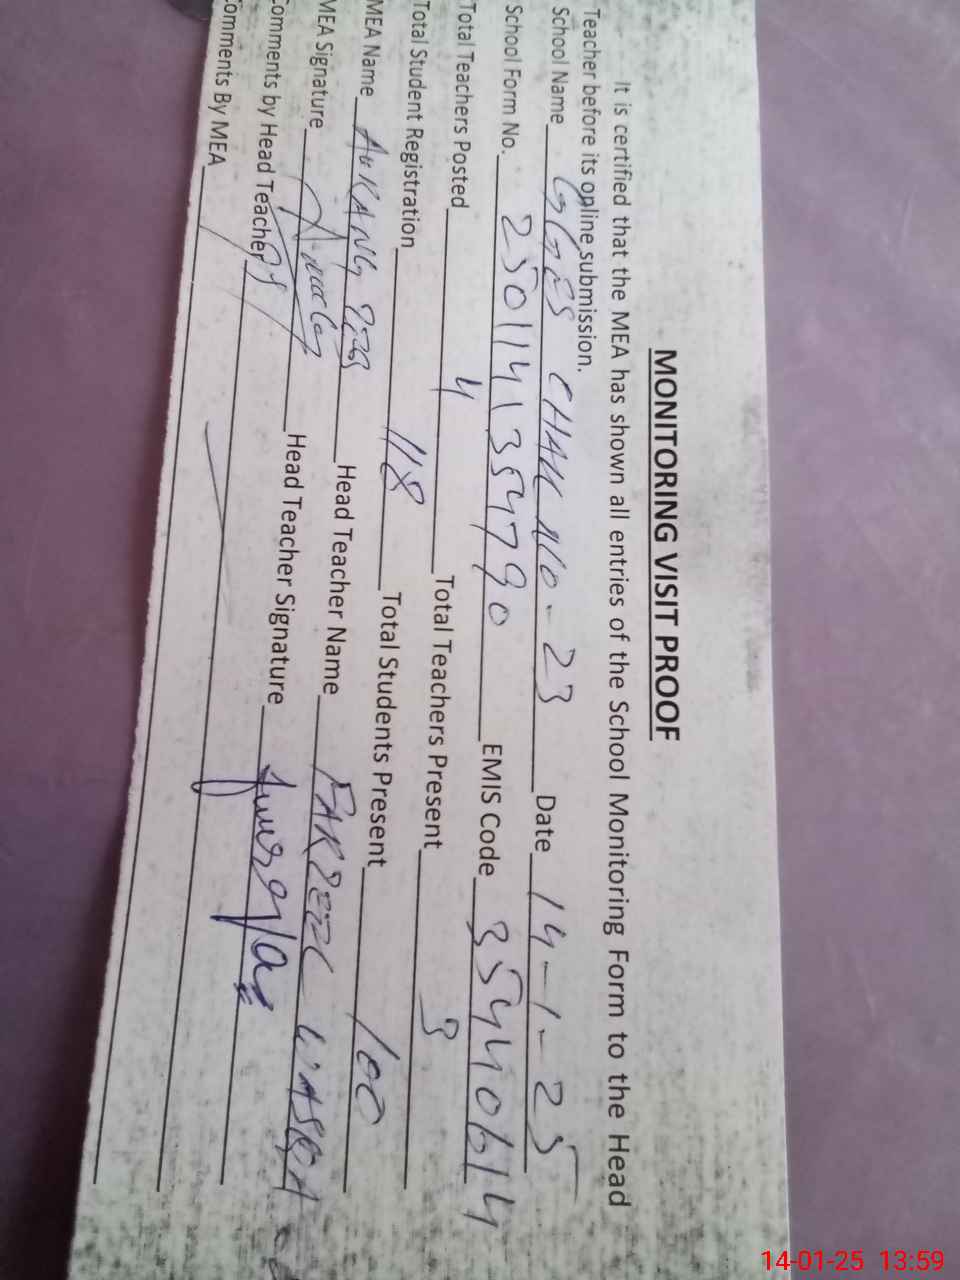 MONITORING VISIT PROOF
It is certified that the MEA has shown all entries of the School Monitoring Form to the Head
Teacher before its online submission.
School Name GGES CHAK NO-23 Date 14-1-25
School Form No. 2501141354790 EMIS Code 35440614
Total Teachers Posted 4 Total Teachers Present 3
Total Student Registration 118 Total Students Present 100
MEA Name Head Teacher Name
MEA Signature Head Teacher Signature
Comments by Head Teacher
Comments By MEA
14-01-25 13:59